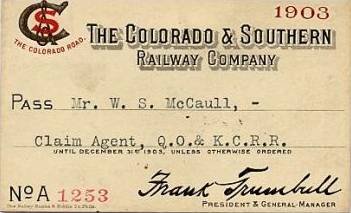 1903
C&S
THE COLORADO ROAD.
THE COLORADO & SOUTHERN
RAILWAY COMPANY
PASS Mr. W. S. McCaull, -
Claim Agent, Q.O.& K.C.R.R.
UNTIL DECEMBER 31ST 1903, UNLESS OTHERWISE ORDERED
No A 1253
Frank Trumbull
PRESIDENT & GENERAL MANAGER